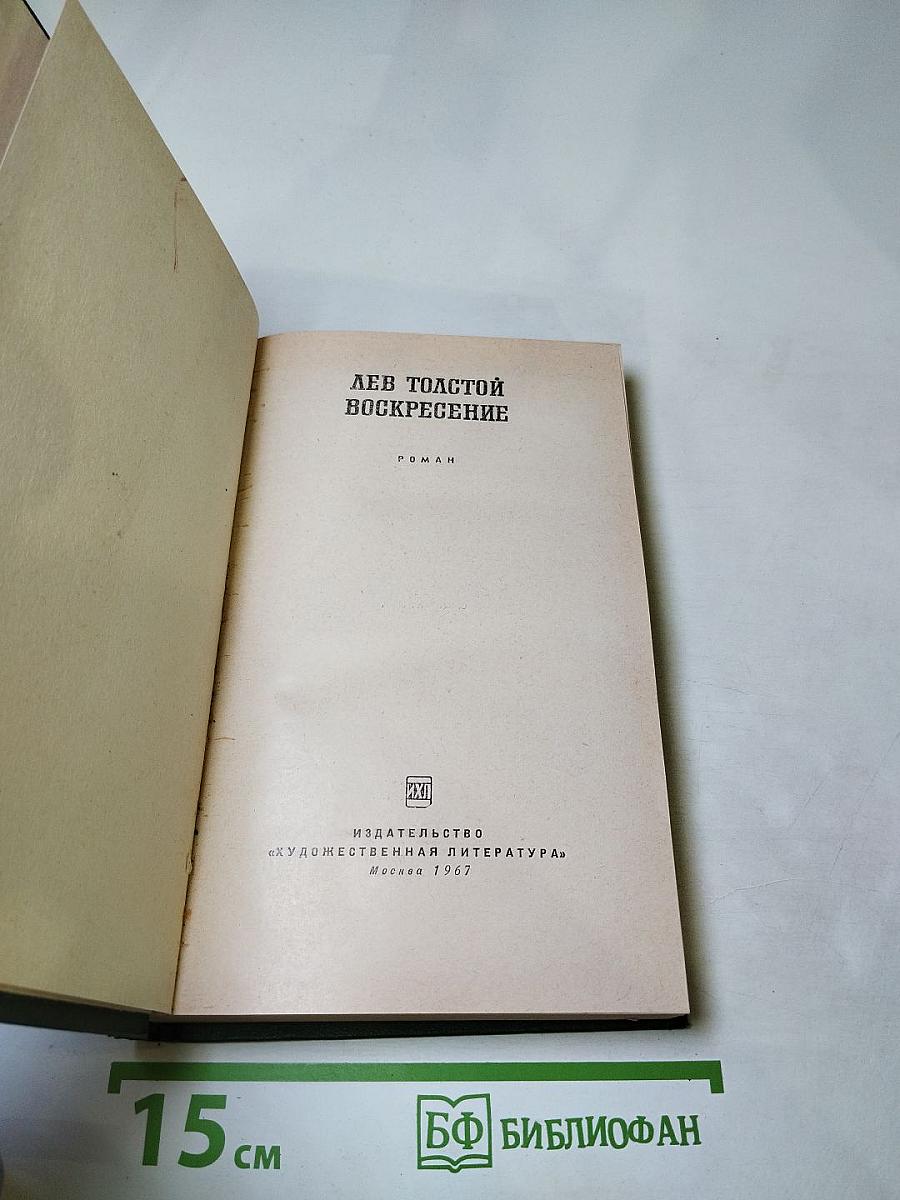 ЛЕВ ТОЛСТОЙ
ВОСКРЕСЕНИЕ
РОМАН
ИХЛ
ИЗДАТЕЛЬСТВО
«ХУДОЖЕСТВЕННАЯ ЛИТЕРАТУРА»
Москва 1967
15 см
БФ БИБЛИОФАН